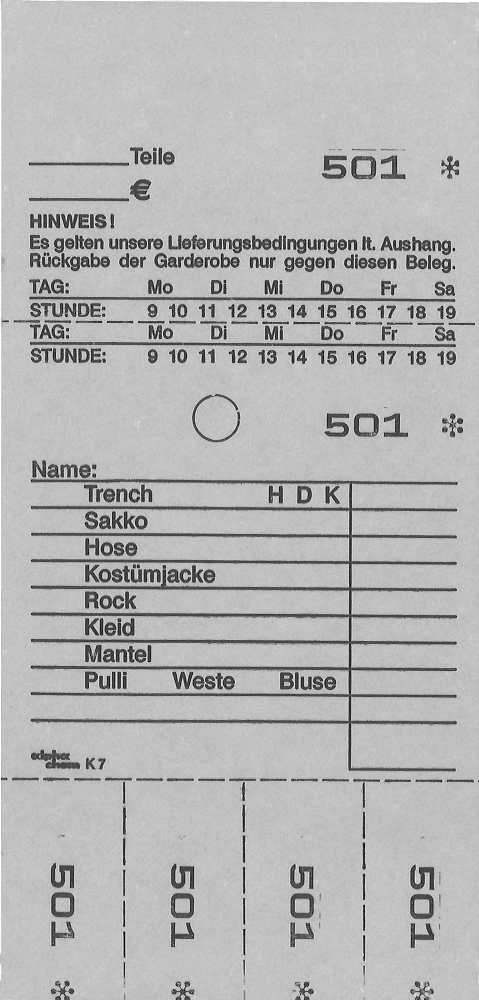 Teile 501 *
€
HINWEIS!
Es gelten unsere Lieferungsbedingungen lt. Aushang.
Rückgabe der Garderobe nur gegen diesen Beleg.
TAG: Mo Di Mi Do Fr Sa
STUNDE: 9 10 11 12 13 14 15 16 17 18 19
TAG: Mo Di Mi Do Fr Sa
STUNDE: 9 10 11 12 13 14 15 16 17 18 19
501 *
Name:
Trench H D K
Sakko
Hose
Kostümjacke
Rock
Kleid
Mantel
Pulli Weste Bluse
chem K7
501 * 501 * 501 * 501 *